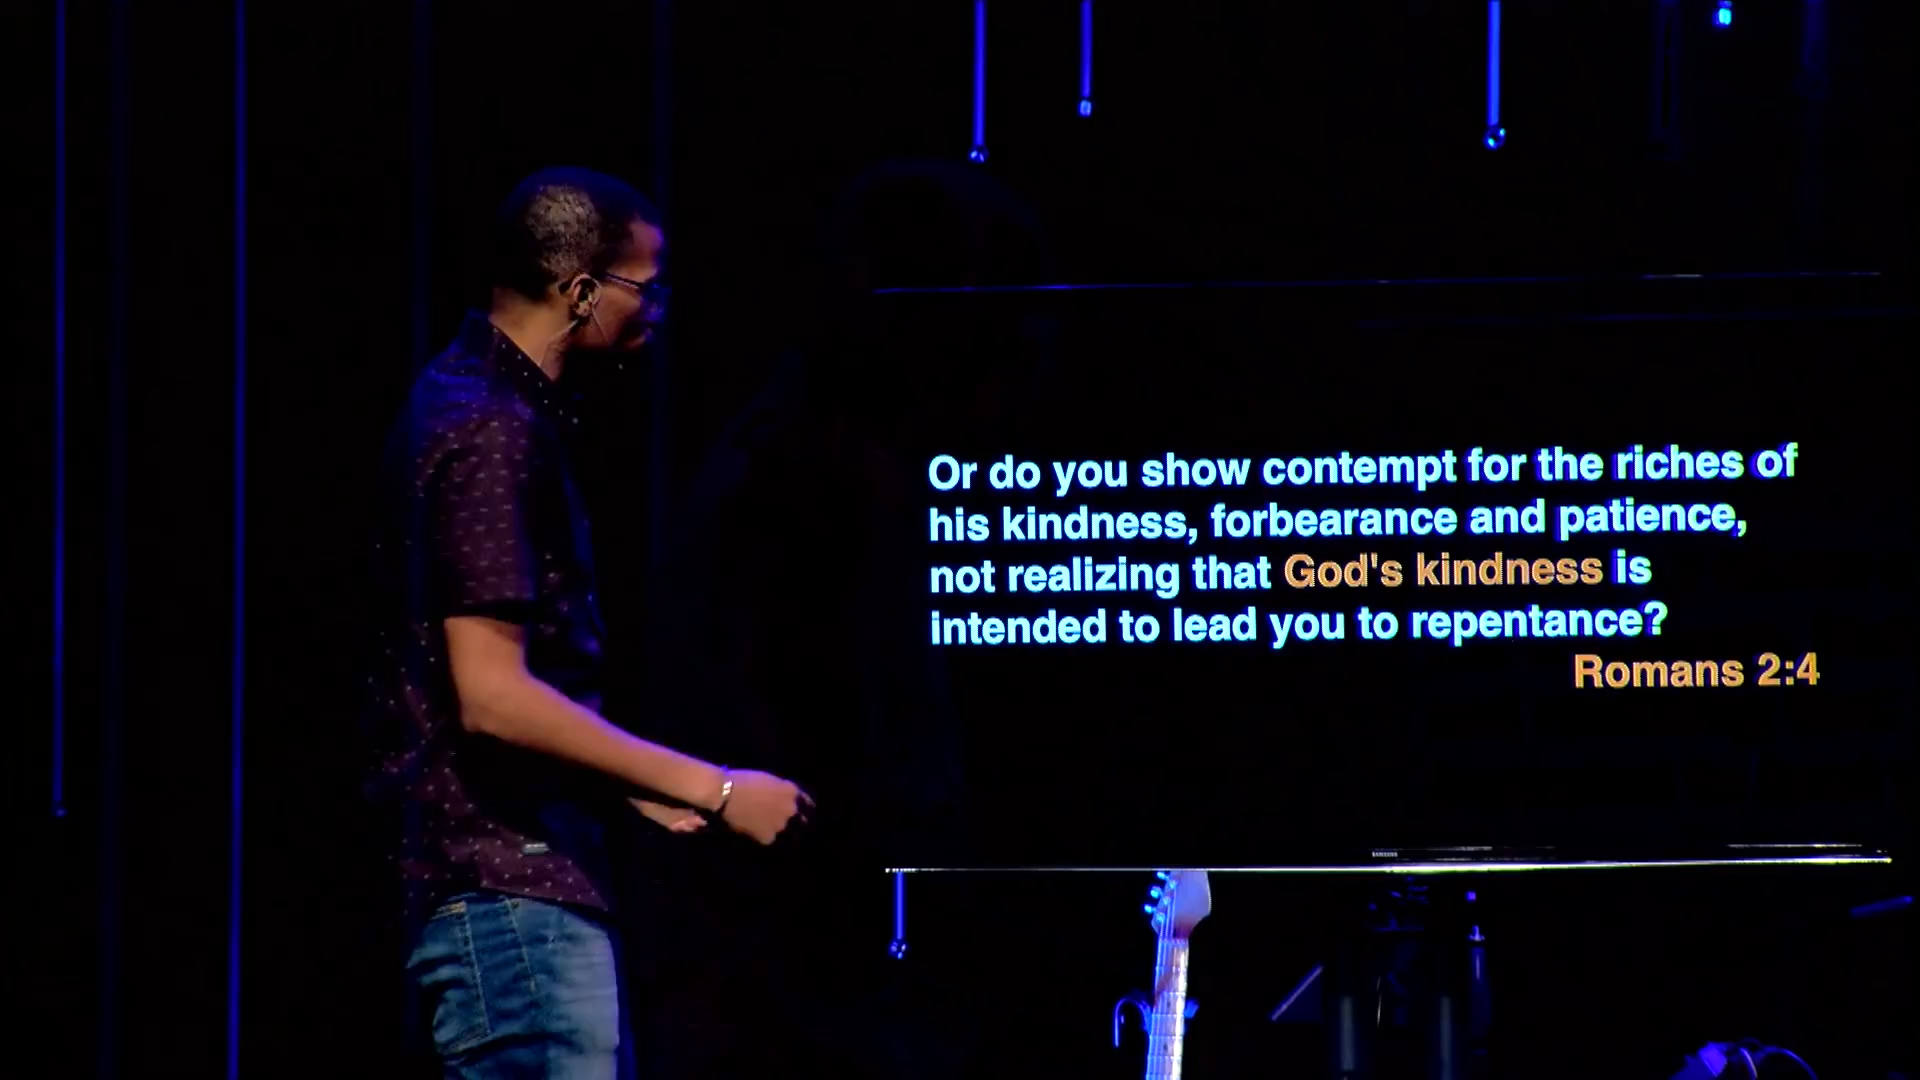 Or do you show contempt for the riches of
his kindness, forbearance and patience,
not realizing that God's kindness is
intended to lead you to repentance?
Romans 2:4
SAMSUNG